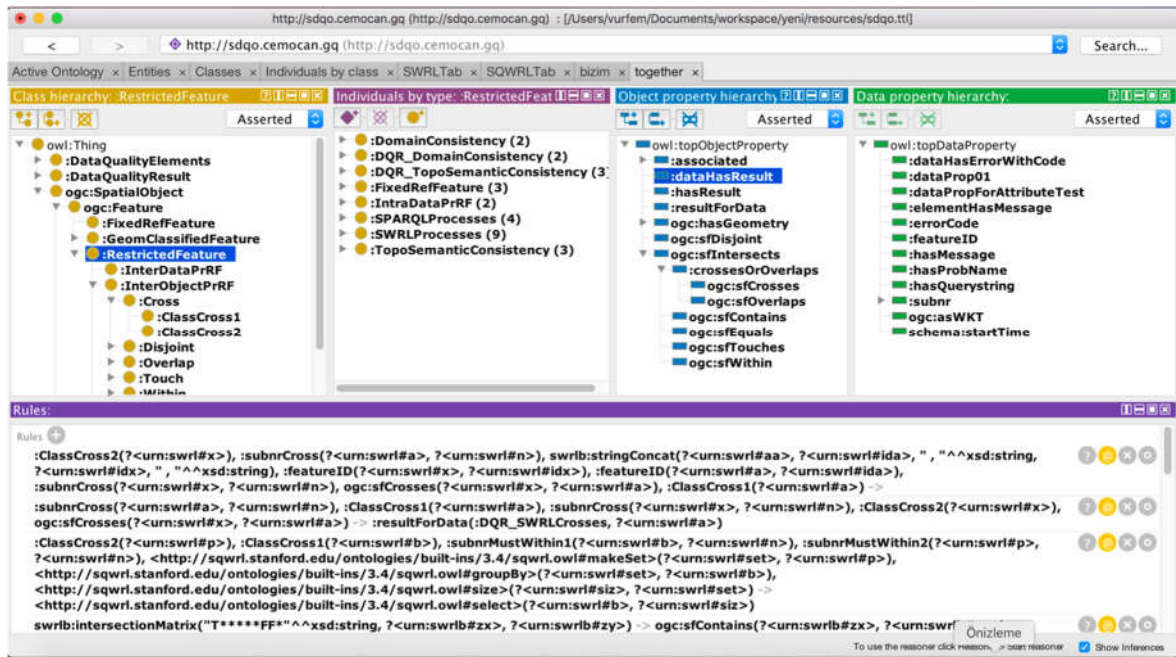 http://sdqo.cemocan.gq (http://sdqo.cemocan.gq) : [/Users/vurfem/Documents/workspace/yeni/resources/sdqo.ttl]
< > http://sdqo.cemocan.gq (http://sdqo.cemocan.gq) Search...
Active Ontology × Entities × Classes × Individuals by class × SWRLTab × SQWRLTab × bizim × together ×
Class hierarchy: :RestrictedFeature
Asserted
owl:Thing
:DataQualityElements
:DataQualityResult
ogc:SpatialObject
ogc:Feature
:FixedRefFeature
:GeomClassifiedFeature
:RestrictedFeature
:InterDataPrRF
:InterObjectPrRF
:Cross
:ClassCross1
:ClassCross2
:Disjoint
:Overlap
:Touch
:Within
Individuals by type: :RestrictedFeat
:DomainConsistency (2)
:DQR_DomainConsistency (2)
:DQR_TopoSemanticConsistency (3)
:FixedRefFeature (3)
:IntraDataPrRF (2)
:SPARQLProcesses (4)
:SWRLProcesses (9)
:TopoSemanticConsistency (3)
Object property hierarchy
Asserted
owl:topObjectProperty
:associated
:dataHasResult
:hasResult
:resultForData
ogc:hasGeometry
ogc:sfDisjoint
ogc:sfIntersects
:crossesOrOverlaps
ogc:sfCrosses
ogc:sfOverlaps
ogc:sfContains
ogc:sfEquals
ogc:sfTouches
ogc:sfWithin
Data property hierarchy:
Asserted
owl:topDataProperty
:dataHasErrorWithCode
:dataProp01
:dataPropForAttributeTest
:elementHasMessage
:errorCode
:featureID
:hasMessage
:hasProbName
:hasQuerystring
:subnr
ogc:asWKT
schema:startTime
Rules:
Rules
:ClassCross2(?<urn:swrl#x>), :subnrCross(?<urn:swrl#a>, ?<urn:swrl#n>), swrlb:stringConcat(?<urn:swrl#aa>, ?<urn:swrl#ida>, " , "^^xsd:string,
?<urn:swrl#idx>, " , "^^xsd:string), :featureID(?<urn:swrl#x>, ?<urn:swrl#idx>), :featureID(?<urn:swrl#a>, ?<urn:swrl#ida>),
:subnrCross(?<urn:swrl#x>, ?<urn:swrl#n>), ogc:sfCrosses(?<urn:swrl#x>, ?<urn:swrl#a>), :ClassCross1(?<urn:swrl#a>) ->
:subnrCross(?<urn:swrl#a>, ?<urn:swrl#n>), :ClassCross1(?<urn:swrl#a>), :subnrCross(?<urn:swrl#x>, ?<urn:swrl#n>), :ClassCross2(?<urn:swrl#x>),
ogc:sfCrosses(?<urn:swrl#x>, ?<urn:swrl#a>) -> :resultForData(:DQR_SWRLCrosses, ?<urn:swrl#a>)
:ClassCross2(?<urn:swrl#p>), :ClassCross1(?<urn:swrl#b>), :subnrMustWithin1(?<urn:swrl#b>, ?<urn:swrl#n>), :subnrMustWithin2(?<urn:swrl#p>,
?<urn:swrl#n>), <http://sqwrl.stanford.edu/ontologies/built-ins/3.4/sqwrl.owl#makeSet>(?<urn:swrl#set>, ?<urn:swrl#p>),
<http://sqwrl.stanford.edu/ontologies/built-ins/3.4/sqwrl.owl#groupBy>(?<urn:swrl#set>, ?<urn:swrl#b>),
<http://sqwrl.stanford.edu/ontologies/built-ins/3.4/sqwrl.owl#size>(?<urn:swrl#siz>, ?<urn:swrl#set>) ->
<http://sqwrl.stanford.edu/ontologies/built-ins/3.4/sqwrl.owl#select>(?<urn:swrl#b>, ?<urn:swrl#siz>)
swrlb:intersectionMatrix("T*****FF*"^^xsd:string, ?<urn:swrlb#zx>, ?<urn:swrlb#zy>) -> ogc:sfContains(?<urn:swrlb#zx>,
Önizleme
To use the reasoner click Start reasoner Show Inferences